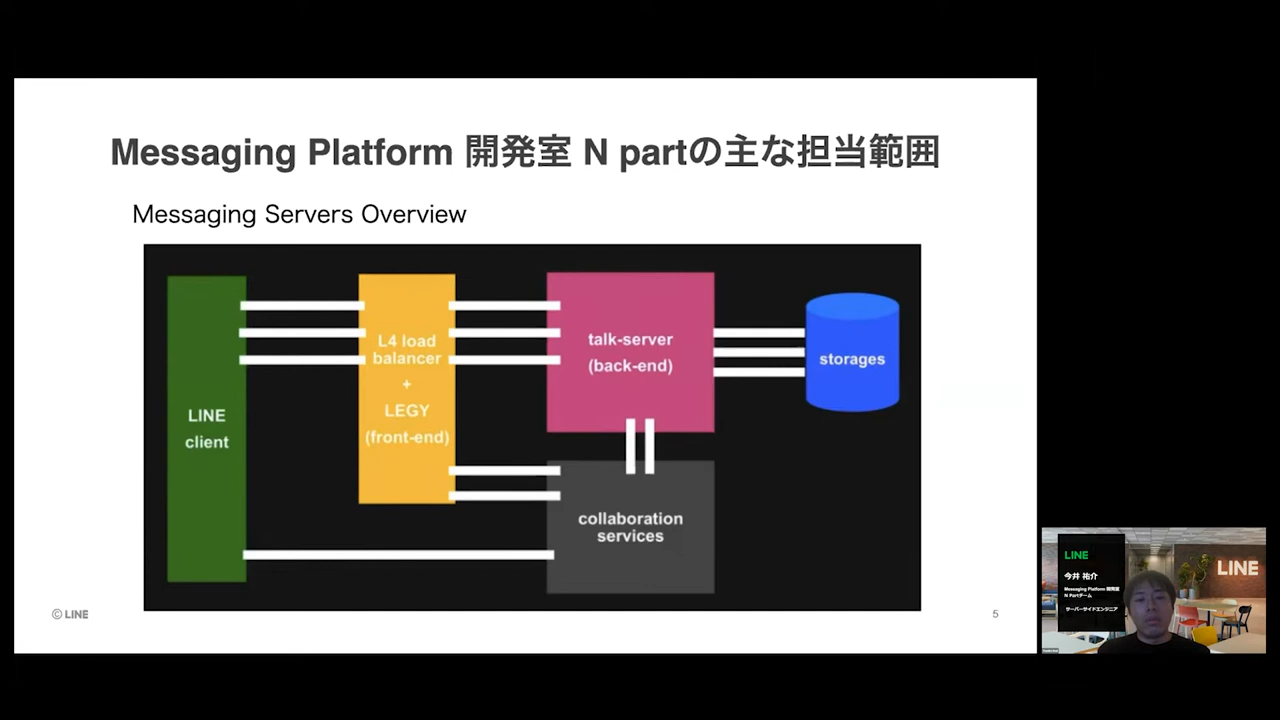 Messaging Platform 開発室 N partの主な担当範囲
Messaging Servers Overview
LINE
client
L4 load
balancer
+
LEGY
(front-end)
talk-server
(back-end)
storages
collaboration
services
© LINE
5
LINE
今井 祐介
Messaging Platform 開発室
N Partチーム
サーバーサイドエンジニア
LINE